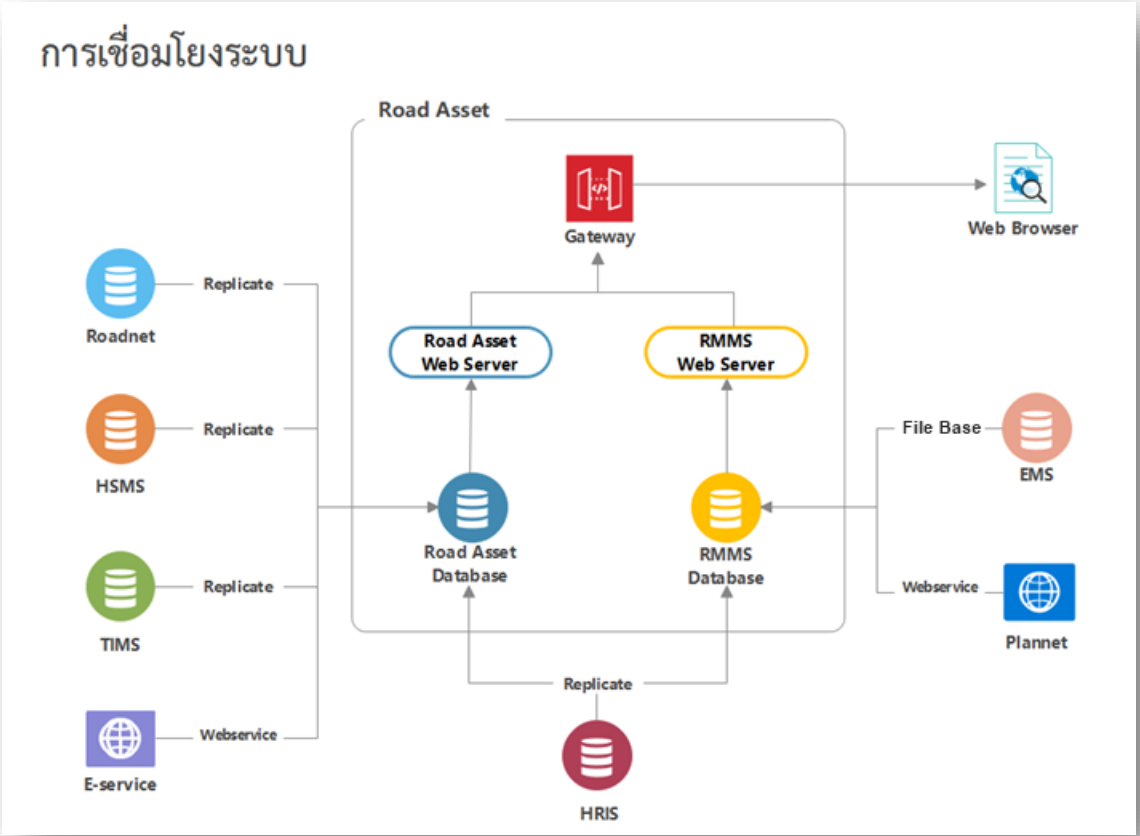 การเชื่อมโยงระบบ
Road Asset
Gateway
Web Browser
Roadnet
Replicate
Road Asset
Web Server
RMMS
Web Server
HSMS
Replicate
File Base
EMS
Road Asset
Database
RMMS
Database
TIMS
Replicate
Webservice
Plannet
Replicate
E-service
Webservice
HRIS